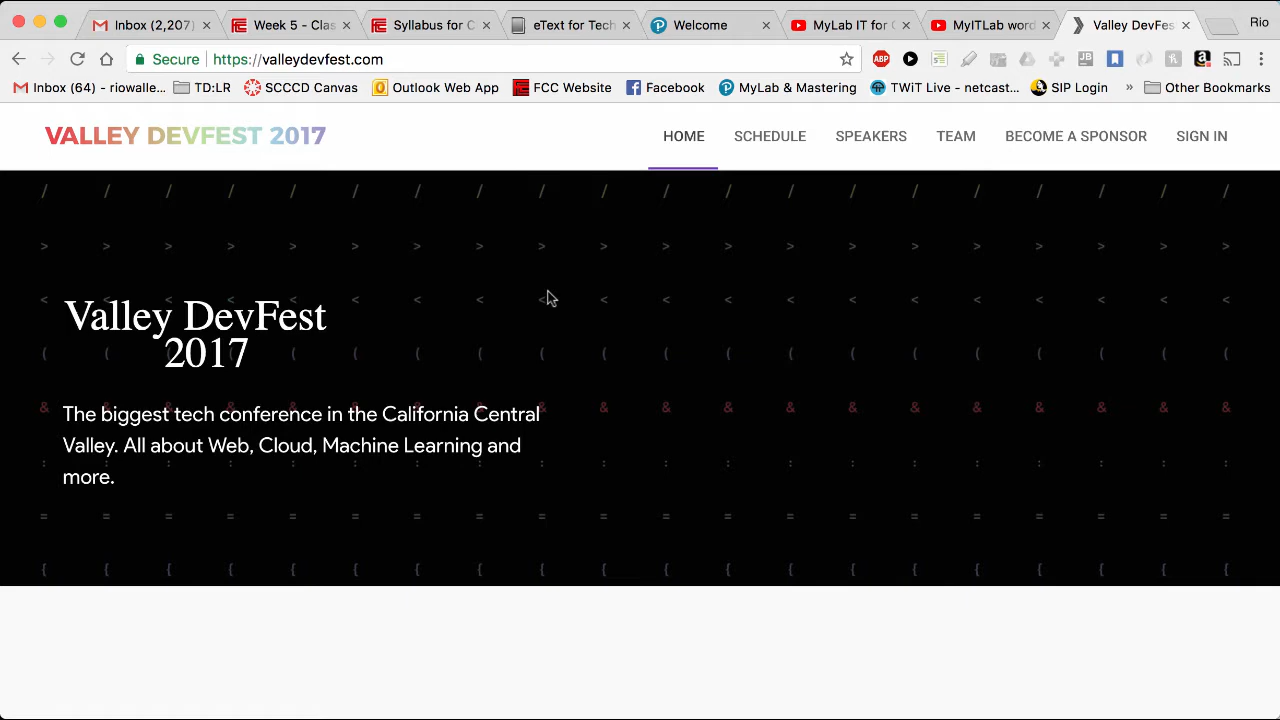 Inbox (2,207)
Week 5 - Clas
Syllabus for C
eText for Tech
Welcome
MyLab IT for C
MyITLab word
Valley DevFes
Rio
Secure
https://valleydevfest.com
ABP
JB
Inbox (64) - riowalle...
TD:LR
SCCCD Canvas
Outlook Web App
FCC Website
Facebook
MyLab & Mastering
TWiT Live - netcast...
SIP Login
»
Other Bookmarks
VALLEY DEVFEST 2017
HOME
SCHEDULE
SPEAKERS
TEAM
BECOME A SPONSOR
SIGN IN
/ / / / / / / / / / / / / / / / / / / /
> > > > > > > > > > > > > > > > > > > >
< < < < < < < < < < < < < < < < < < < <
Valley DevFest
2017
( ( ( ( ( ( ( ( ( ( ( ( ( ( ( ( ( ( ( (
& & & & & & & & & & & & & & & & & & & &
The biggest tech conference in the California Central
Valley. All about Web, Cloud, Machine Learning and
more.
: : : : : : : : : : : : : : : : : : : :
= = = = = = = = = = = = = = = = = = = =
{ { { { { { { { { { { { { { { { { { { {